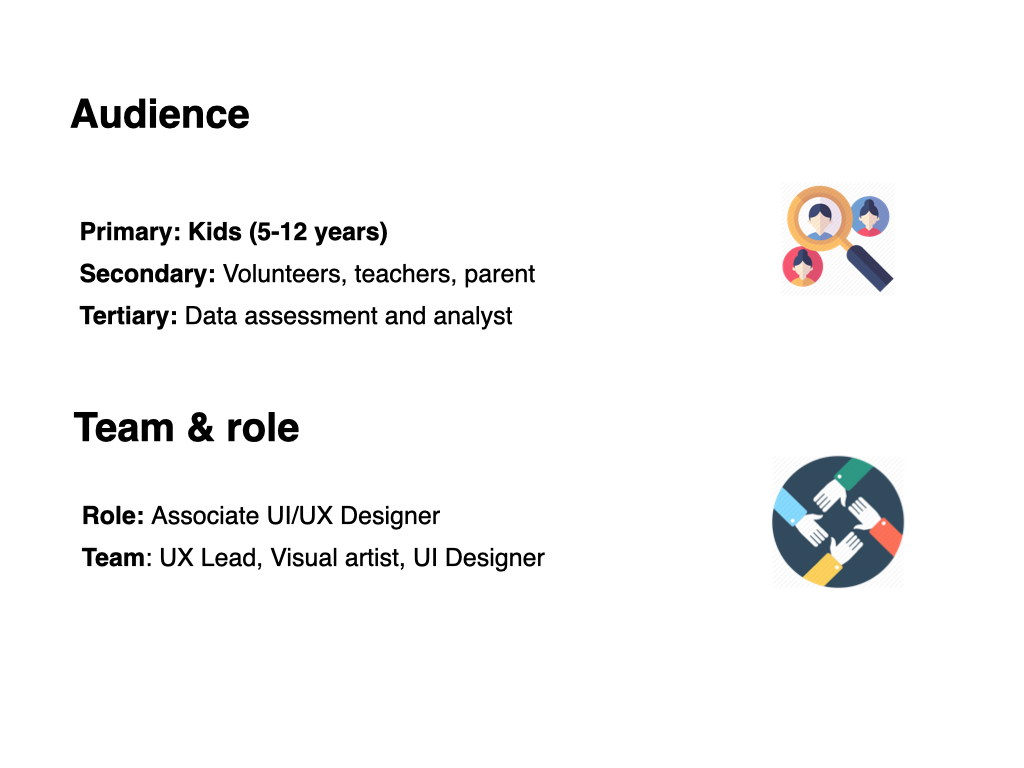 Audience
Primary: Kids (5-12 years)
Secondary: Volunteers, teachers, parent
Tertiary: Data assessment and analyst
Team & role
Role: Associate UI/UX Designer
Team: UX Lead, Visual artist, UI Designer